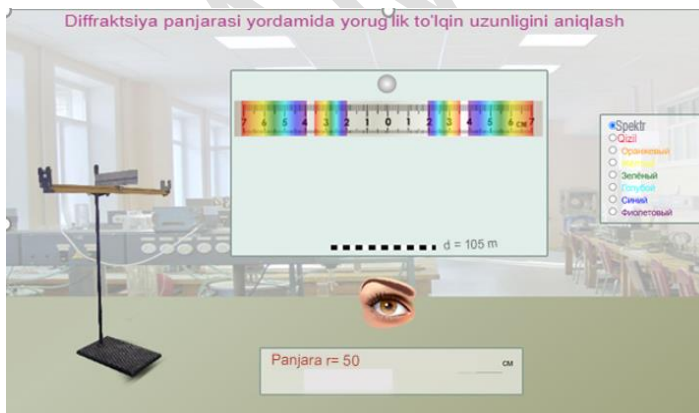 Diffraktsiya panjarasi yordamida yorug'lik to'lqin uzunligini aniqlash
7 6 5 4 3 2 1 0 1 2 3 4 5 6 см 7
Spektr
Qizil
Оранжевый
Жёлтый
Зелёный
Голубой
Синий
Фиолетовый
d = 105 m
Panjara r= 50 см